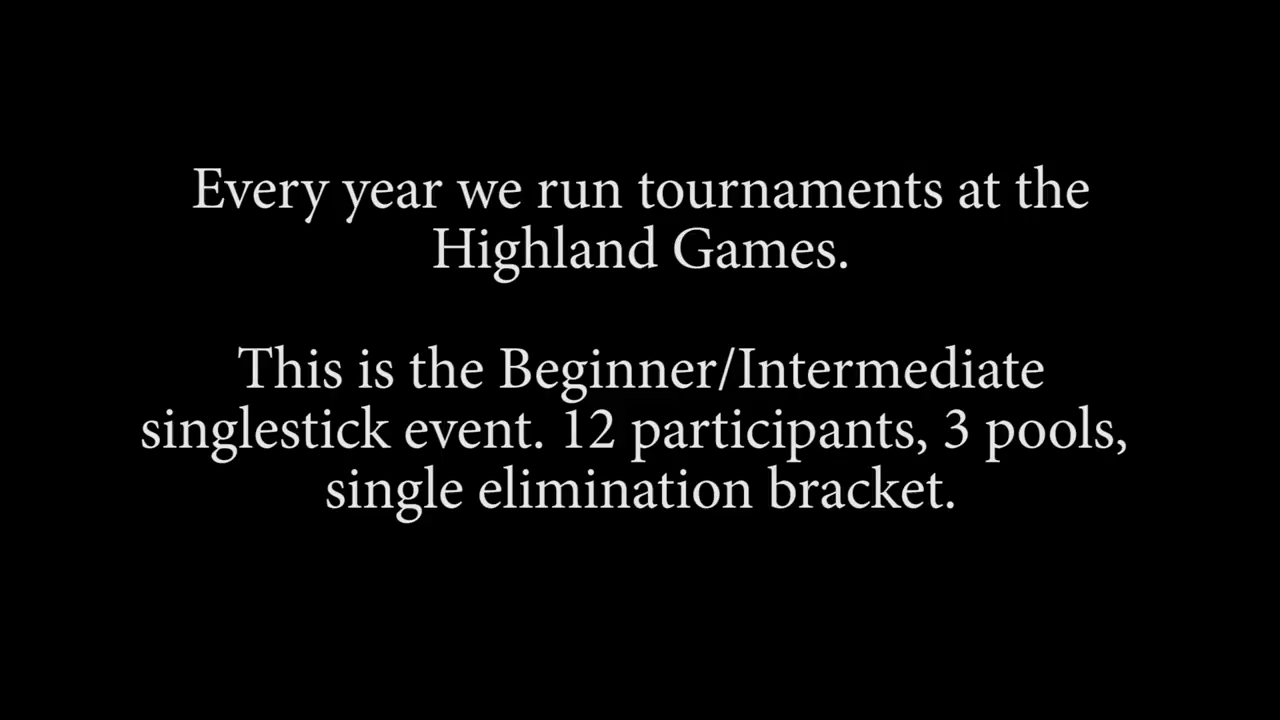 Every year we run tournaments at the
Highland Games.
This is the Beginner/Intermediate
singlestick event. 12 participants, 3 pools,
single elimination bracket.